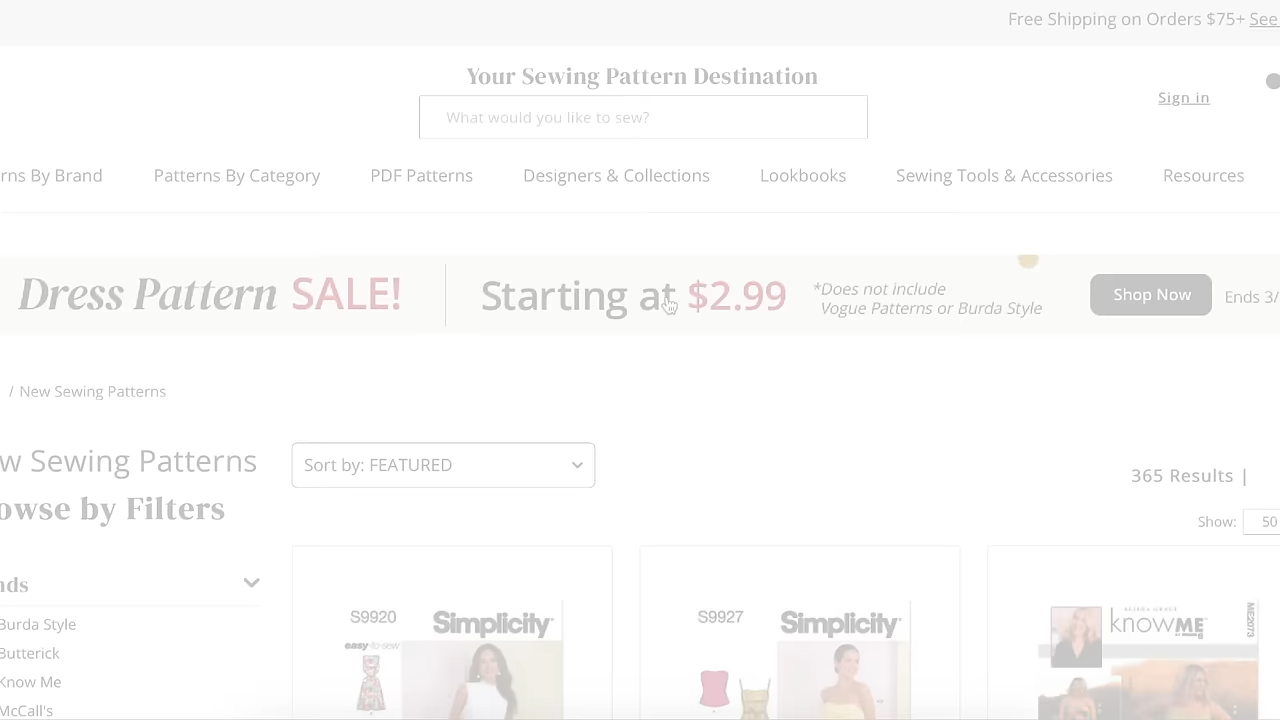 Free Shipping on Orders $75+ See
Your Sewing Pattern Destination
What would you like to sew?
Sign in
rns By Brand
Patterns By Category
PDF Patterns
Designers & Collections
Lookbooks
Sewing Tools & Accessories
Resources
Dress Pattern SALE!
Starting at $2.99
*Does not include
Vogue Patterns or Burda Style
Shop Now
Ends 3/
/ New Sewing Patterns
w Sewing Patterns
Sort by: FEATURED
365 Results |
owse by Filters
Show: 50
nds
Burda Style
Butterick
Know Me
McCall's
S9920
Simplicity
easy-to-sew
S9927
Simplicity
knowME
ME2073